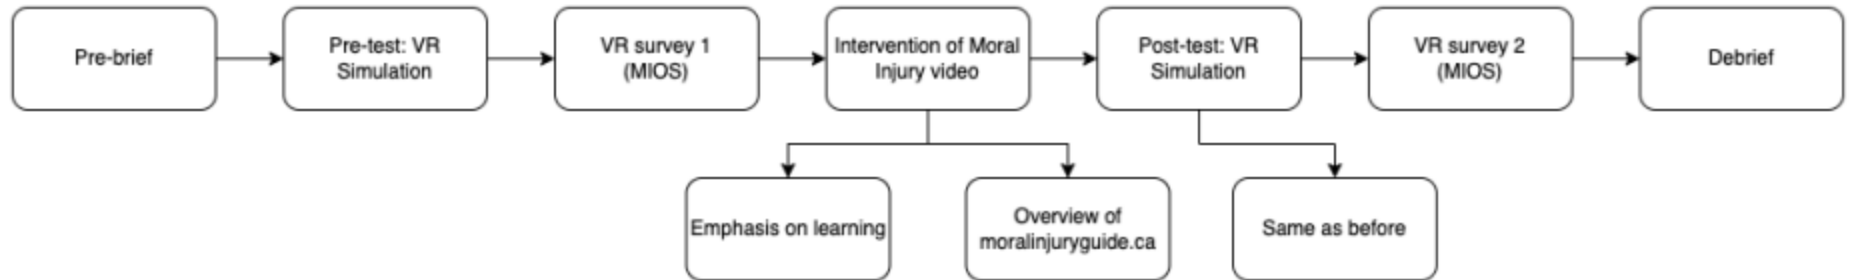 Pre-brief
Pre-test: VR
Simulation
VR survey 1
(MIOS)
Intervention of Moral
Injury video
Post-test: VR
Simulation
VR survey 2
(MIOS)
Debrief
Emphasis on learning
Overview of
moralinjuryguide.ca
Same as before